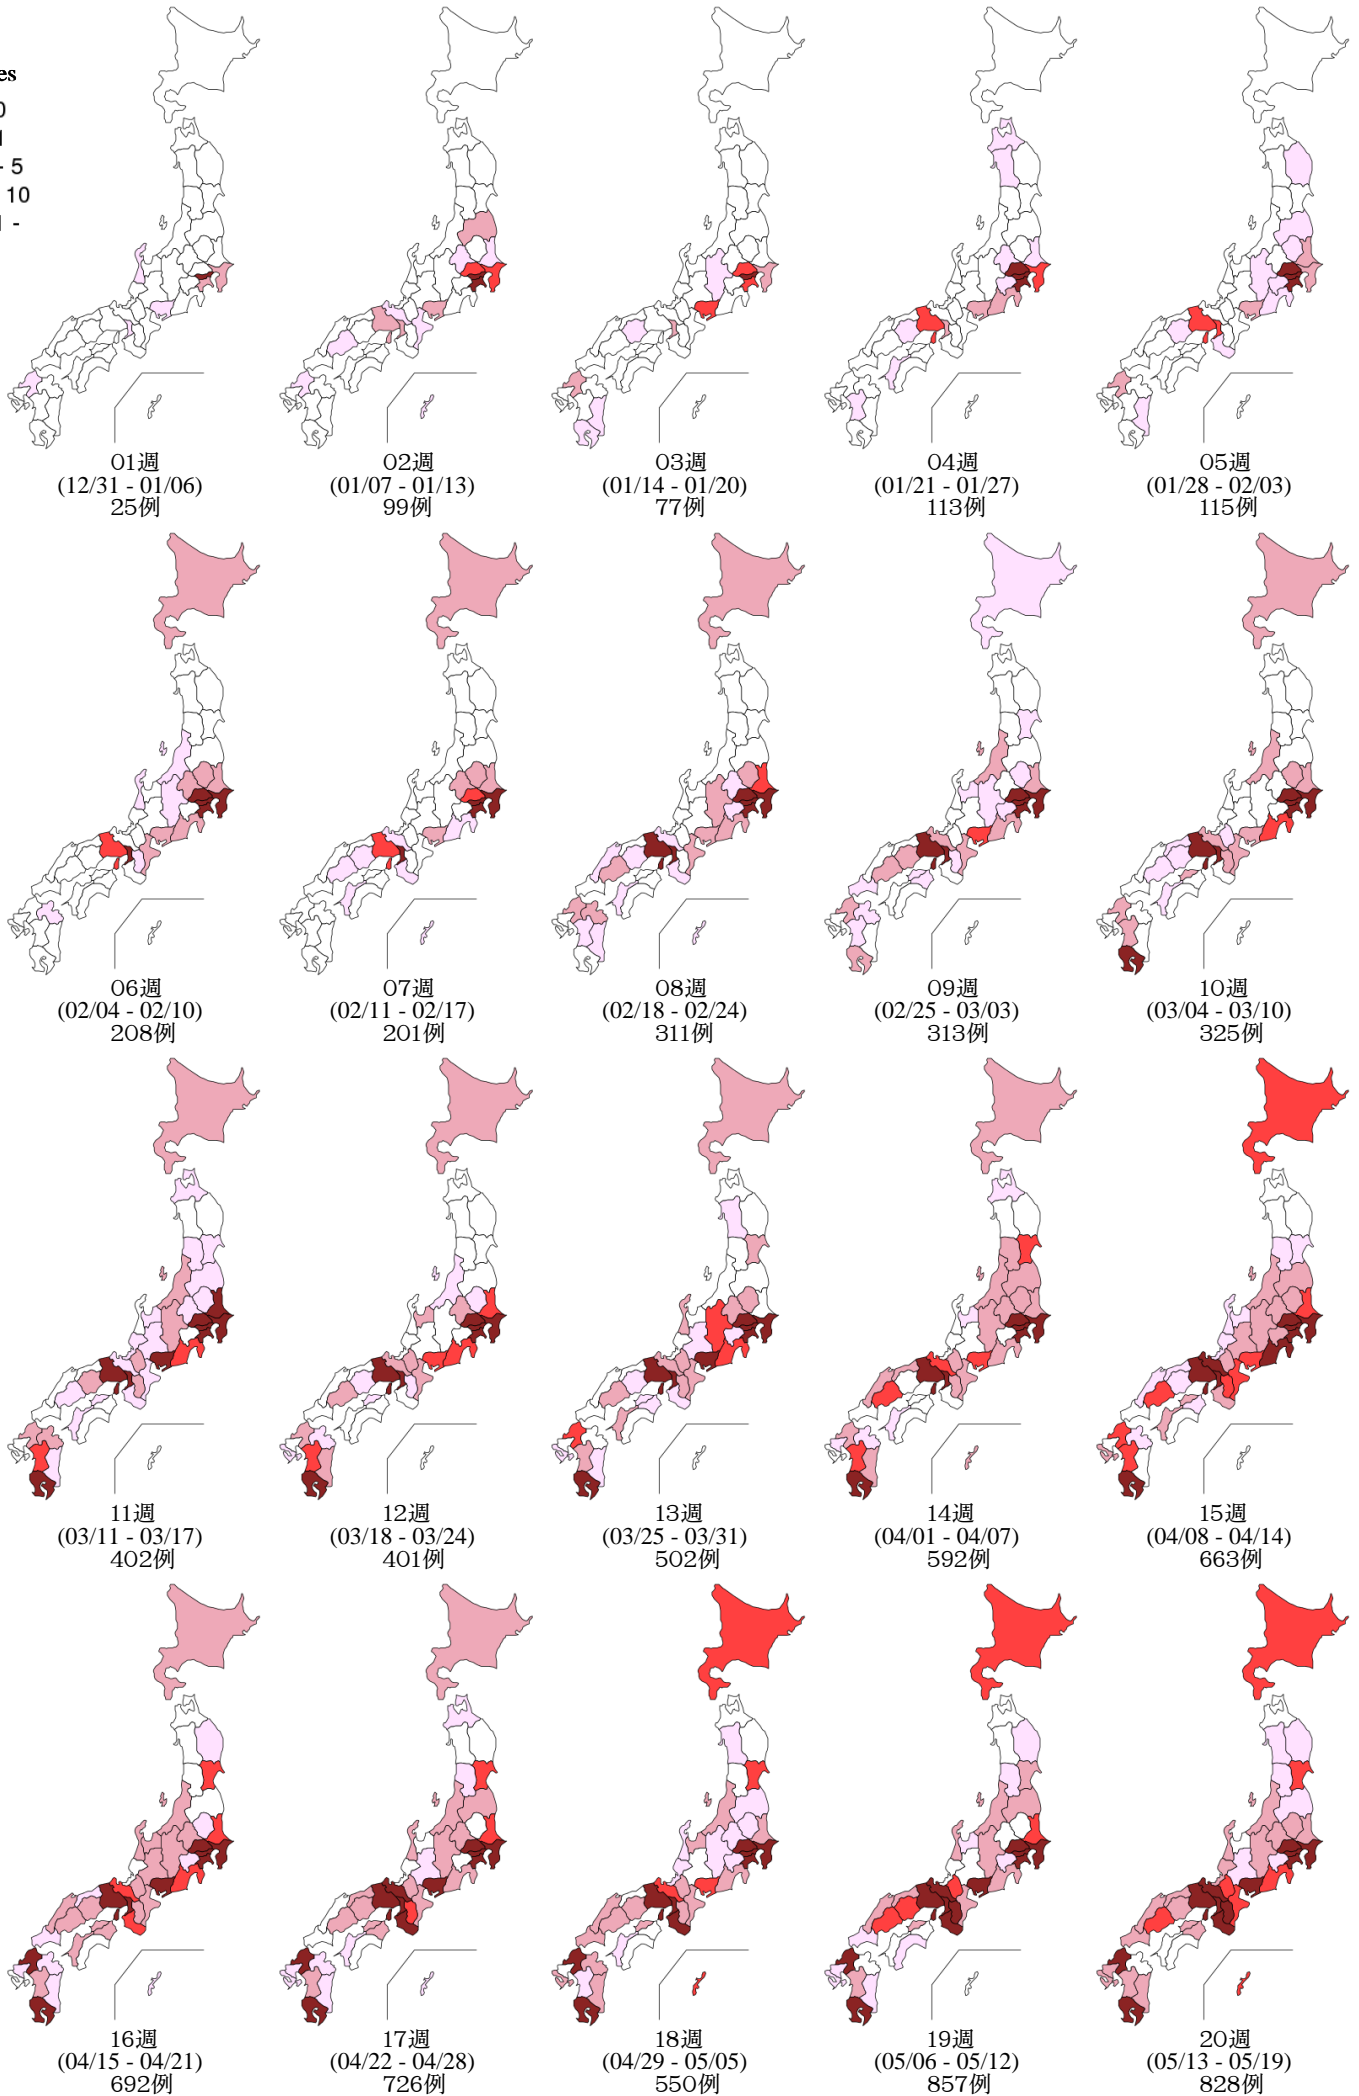 es
0
1
- 5
10
1 -
01週
(12/31 - 01/06)
25例
02週
(01/07 - 01/13)
99例
03週
(01/14 - 01/20)
77例
04週
(01/21 - 01/27)
113例
05週
(01/28 - 02/03)
115例
06週
(02/04 - 02/10)
208例
07週
(02/11 - 02/17)
201例
08週
(02/18 - 02/24)
311例
09週
(02/25 - 03/03)
313例
10週
(03/04 - 03/10)
325例
11週
(03/11 - 03/17)
402例
12週
(03/18 - 03/24)
401例
13週
(03/25 - 03/31)
502例
14週
(04/01 - 04/07)
592例
15週
(04/08 - 04/14)
663例
16週
(04/15 - 04/21)
692例
17週
(04/22 - 04/28)
726例
18週
(04/29 - 05/05)
550例
19週
(05/06 - 05/12)
857例
20週
(05/13 - 05/19)
828例